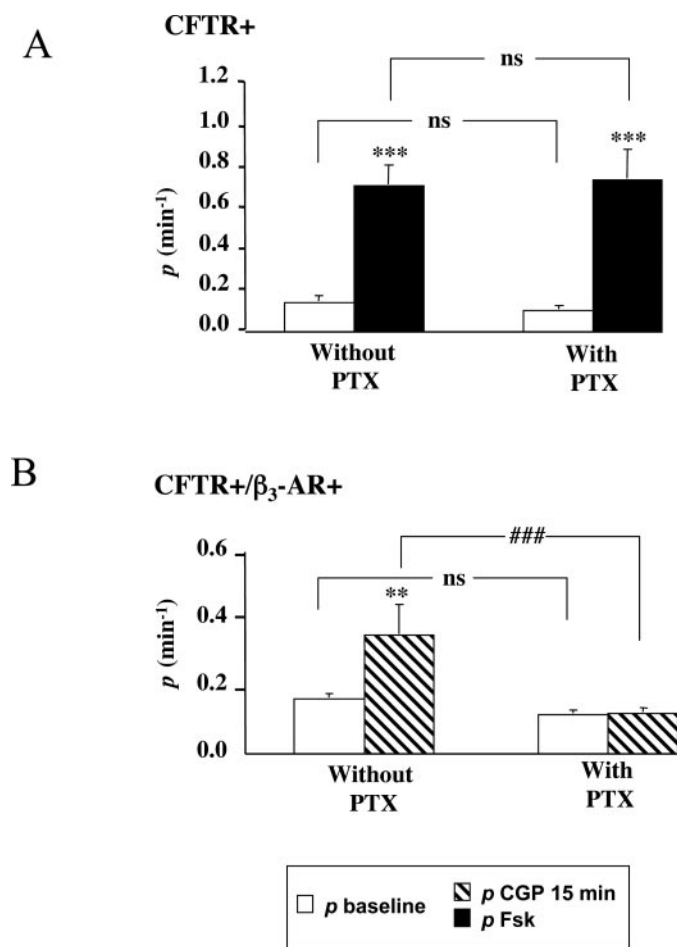 A
CFTR+
ns
1.2
1.0
ns
***
***
0.8
0.6
0.4
0.2
0.0
p (min⁻¹)
Without
PTX
With
PTX
B
CFTR+/β₃-AR+
0.6
###
ns
**
0.4
0.2
0.0
p (min⁻¹)
Without
PTX
With
PTX
p baseline
p CGP 15 min
p Fsk